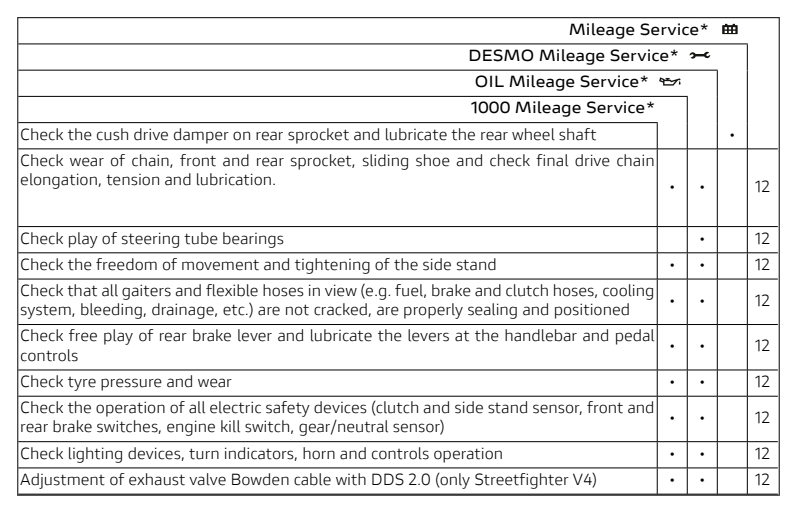 Mileage Service*
DESMO Mileage Service*
OIL Mileage Service*
1000 Mileage Service*
Check the cush drive damper on rear sprocket and lubricate the rear wheel shaft •
Check wear of chain, front and rear sprocket, sliding shoe and check final drive chain
elongation, tension and lubrication. • • 12
Check play of steering tube bearings • 12
Check the freedom of movement and tightening of the side stand • • 12
Check that all gaiters and flexible hoses in view (e.g. fuel, brake and clutch hoses, cooling
system, bleeding, drainage, etc.) are not cracked, are properly sealing and positioned • • 12
Check free play of rear brake lever and lubricate the levers at the handlebar and pedal
controls • • 12
Check tyre pressure and wear • • 12
Check the operation of all electric safety devices (clutch and side stand sensor, front and
rear brake switches, engine kill switch, gear/neutral sensor) • • 12
Check lighting devices, turn indicators, horn and controls operation • • 12
Adjustment of exhaust valve Bowden cable with DDS 2.0 (only Streetfighter V4) • • 12